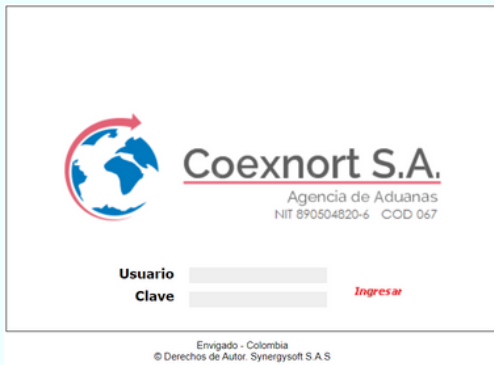 Coexnort S.A.
Agencia de Aduanas
NIT 890504820-6 COD 067
Usuario
Clave
Ingresar
Envigado - Colombia
© Derechos de Autor. Synergysoft S.A.S